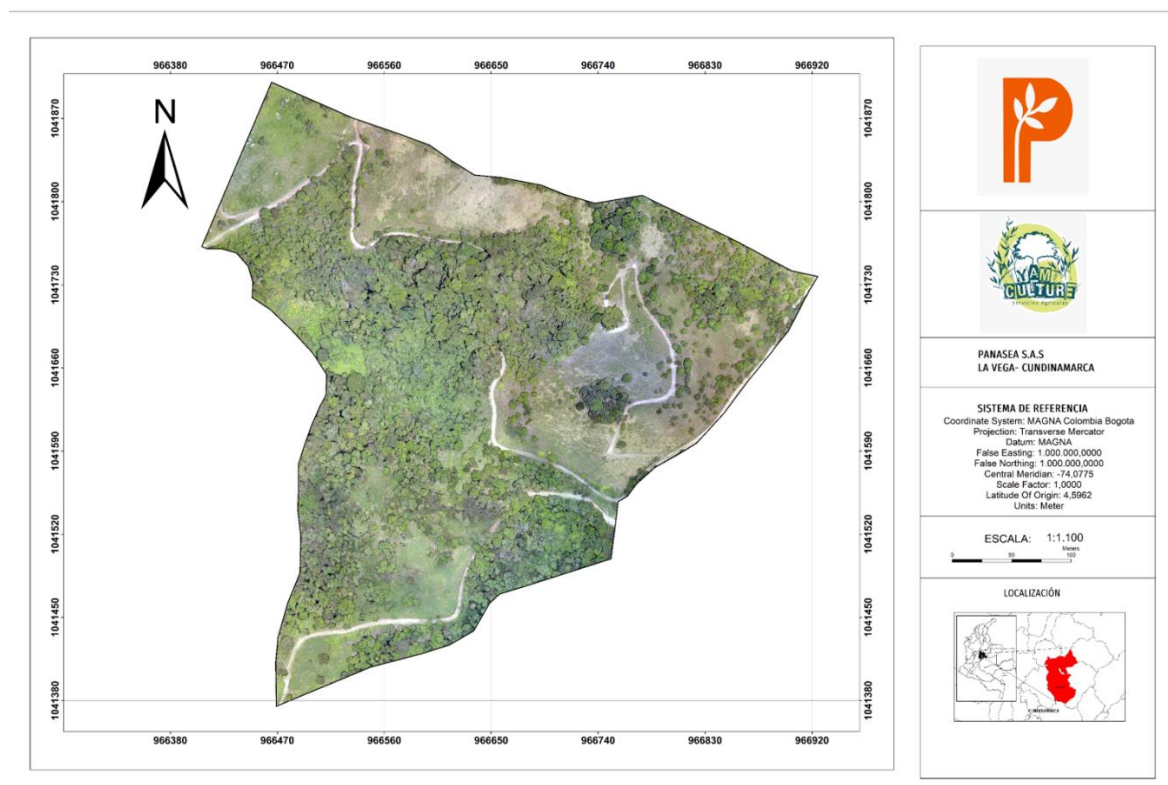 966380 966470 966560 966650 966740 966830 966920
1041870
1041800
1041730
1041660
1041590
1041520
1041450
1041380
N
1041870
1041800
1041730
1041660
1041590
1041520
1041450
1041380
966380 966470 966560 966650 966740 966830 966920
P
YAM
CULTURE
Servicios Agrícolas
PANASEA S.A.S
LA VEGA- CUNDINAMARCA
SISTEMA DE REFERENCIA
Coordinate System: MAGNA Colombia Bogota
Projection: Transverse Mercator
Datum: MAGNA
False Easting: 1.000.000,0000
False Northing: 1.000.000,0000
Central Meridian: -74,0775
Scale Factor: 1,0000
Latitude Of Origin: 4,5962
Units: Meter
ESCALA: 1:1.100
Meters
0 50 100
LOCALIZACIÓN
CUNDINAMARCA